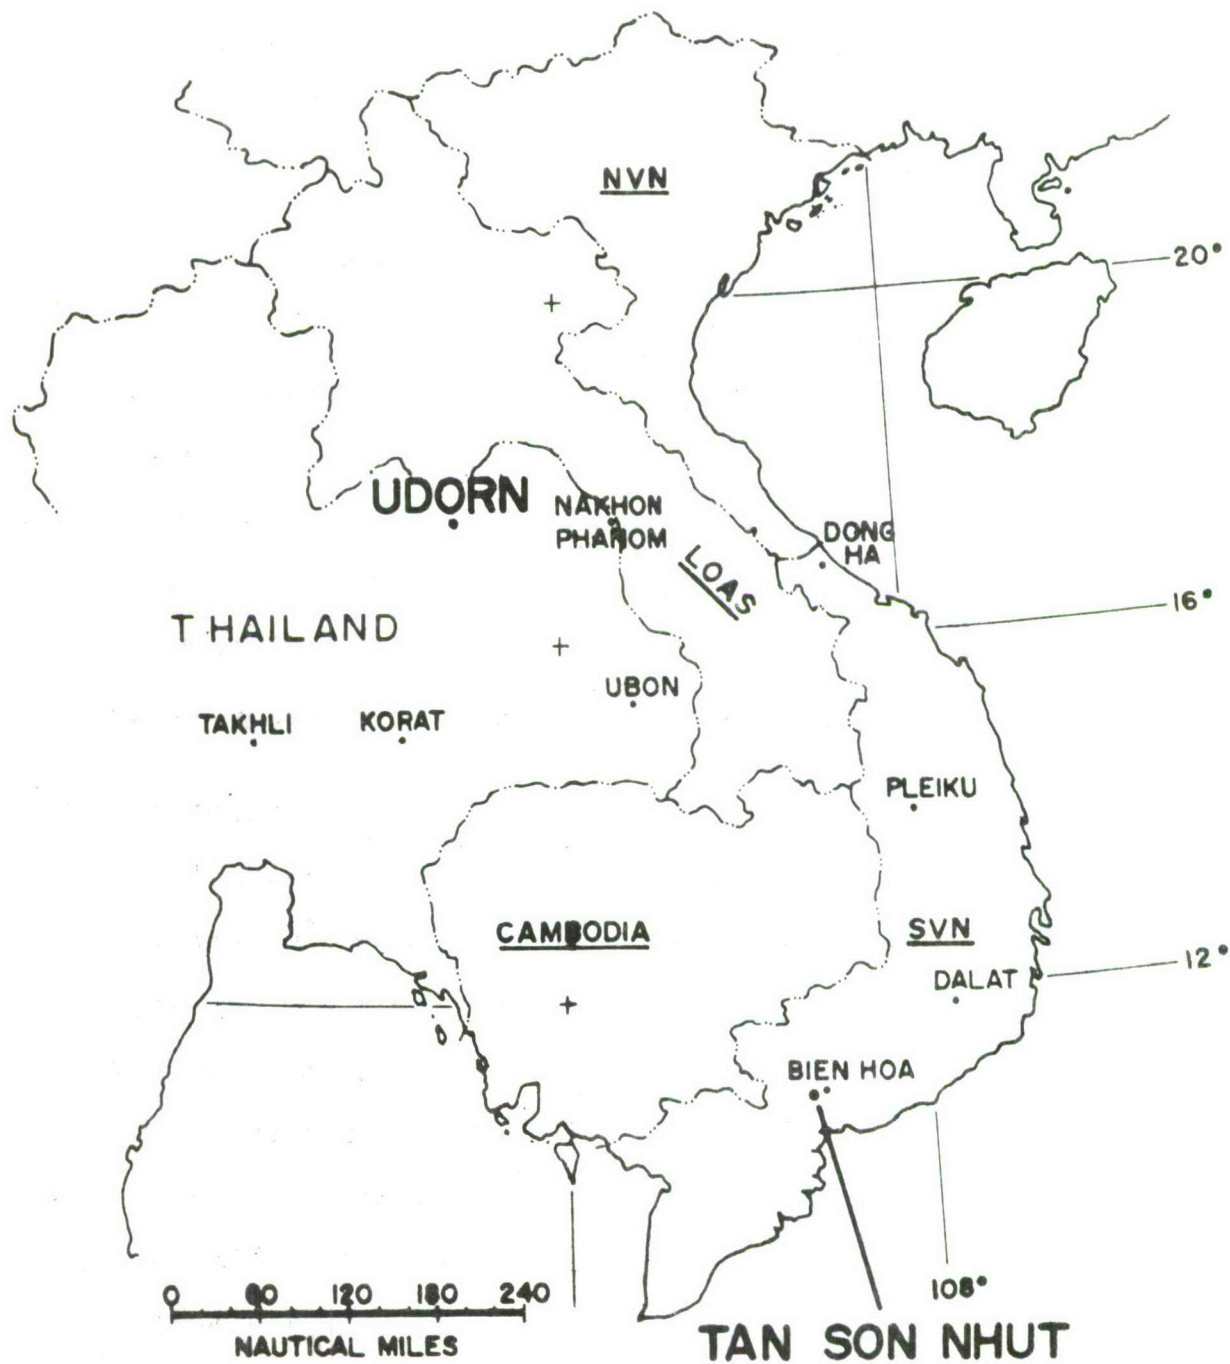 NVN
20°
UDORN
NAKHON
PHANOM
DONG
HA
LOAS
16°
THAILAND
UBON
TAKHLI
KORAT
PLEIKU
CAMBODIA
SVN
12°
DALAT
BIEN HOA
108°
0 60 120 180 240
NAUTICAL MILES
TAN SON NHUT